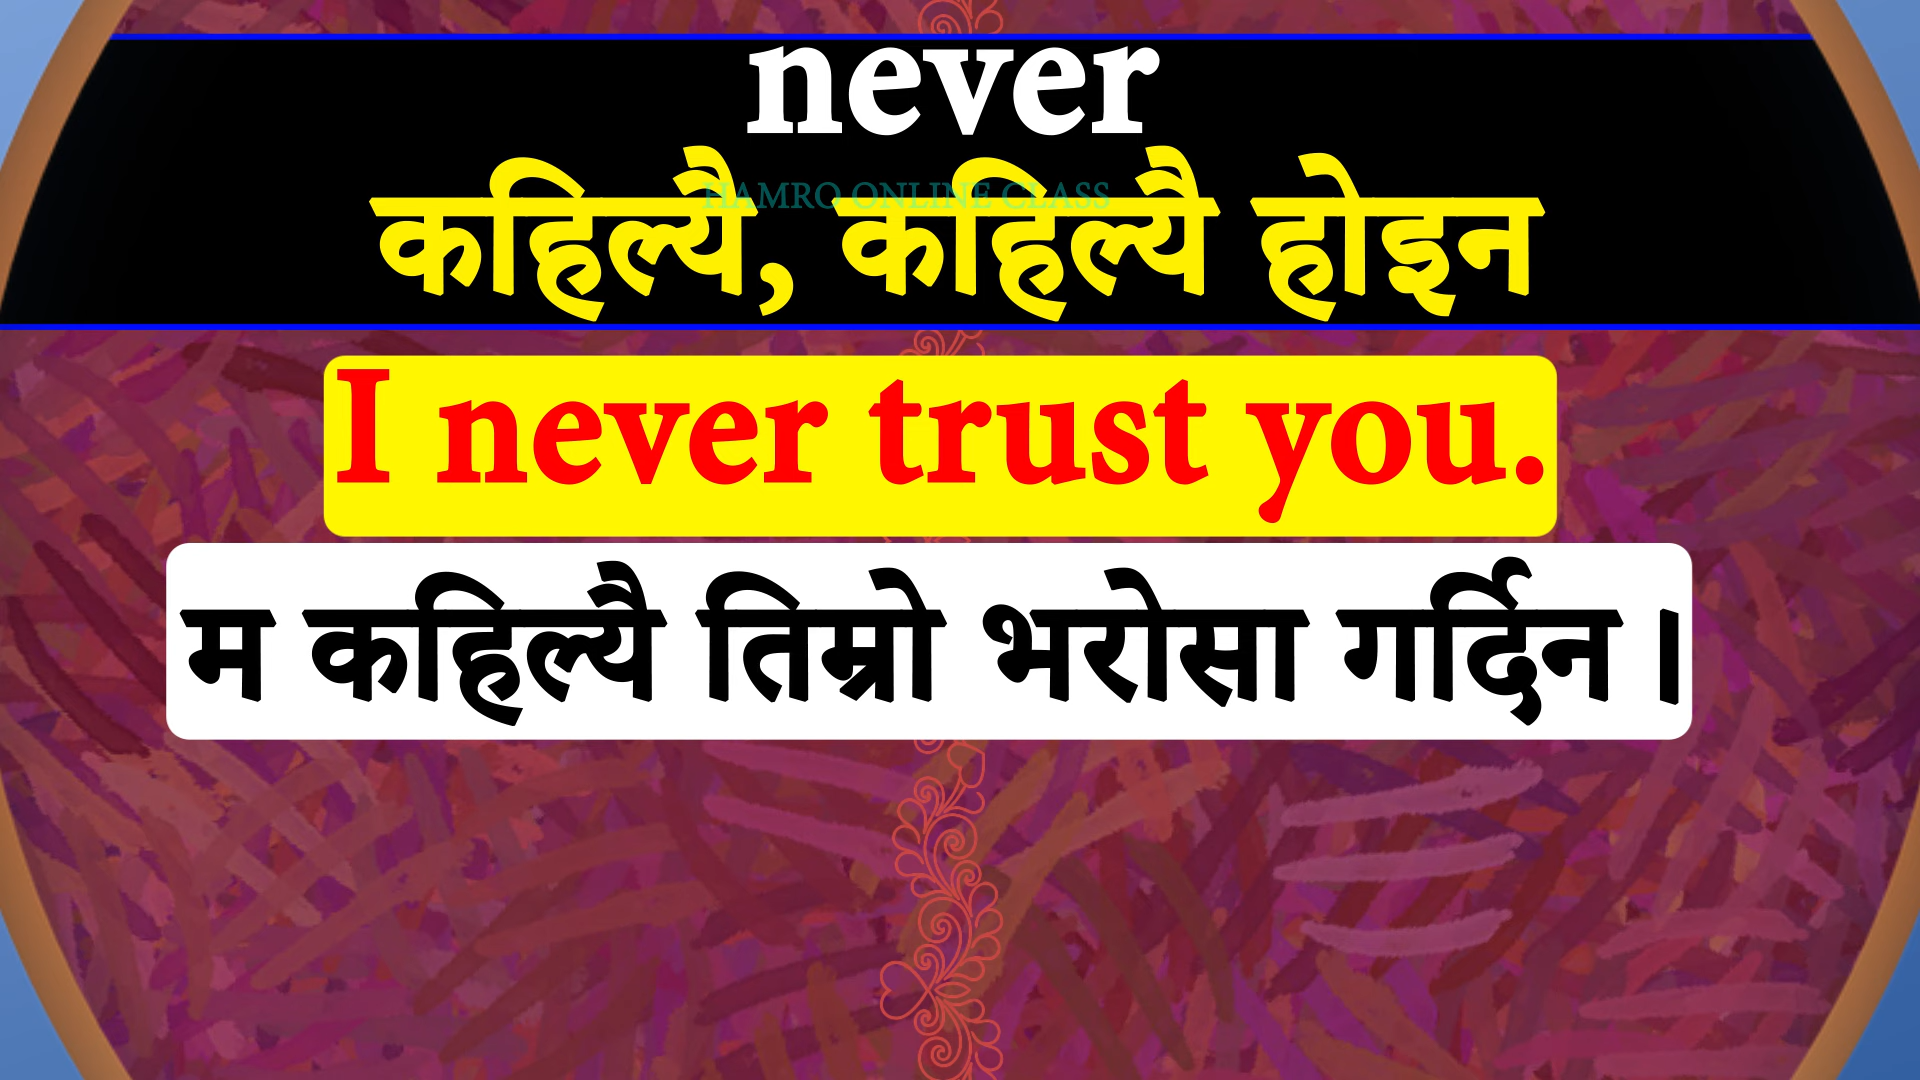 never
HAMRO ONLINE CLASS
कहिल्यै, कहिल्यै होइन
I never trust you.
म कहिल्यै तिम्रो भरोसा गर्दिन ।